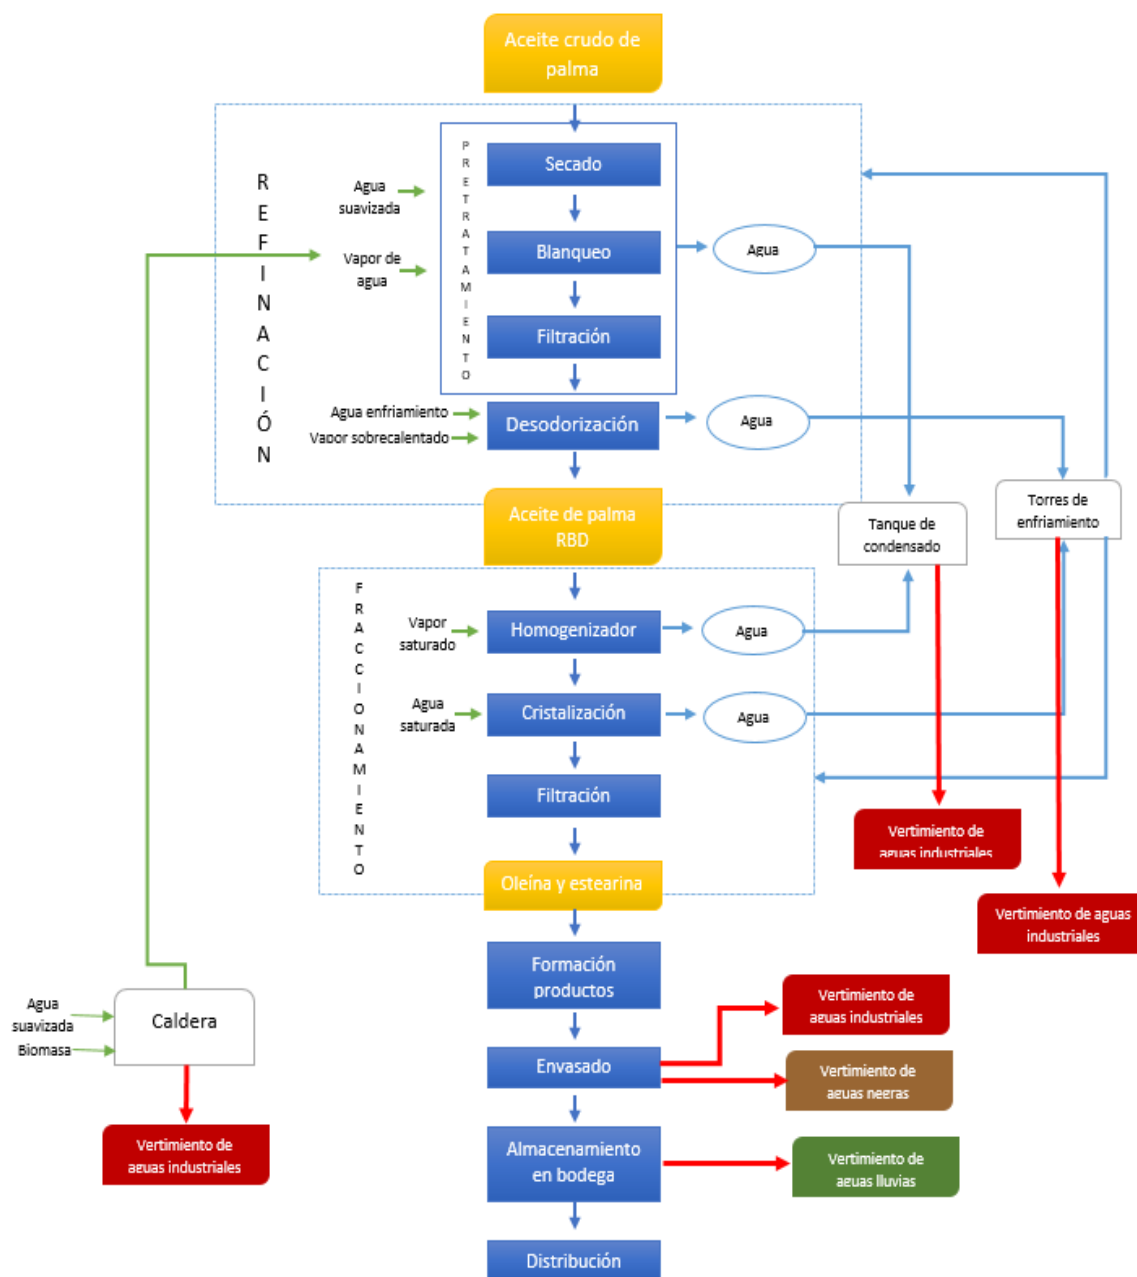 Aceite crudo de
palma
REFINACIÓN
PRETRATAMIENTO
Secado
Agua
suavizada
Blanqueo
Agua
Vapor de
agua
Filtración
Agua enfriamiento
Vapor sobrecalentado
Desodorización
Agua
Aceite de palma
RBD
Tanque de
condensado
Torres de
enfriamiento
FRACCIONAMIENTO
Vapor
saturado
Homogenizador
Agua
Agua
saturada
Cristalización
Agua
Filtración
Vertimiento de
aguas industriales
Oleína y estearina
Vertimiento de aguas
industriales
Formación
productos
Vertimiento de
aguas industriales
Agua
suavizada
Biomasa
Caldera
Envasado
Vertimiento de
aguas negras
Vertimiento de
aguas industriales
Almacenamiento
en bodega
Vertimiento de
aguas lluvias
Distribución